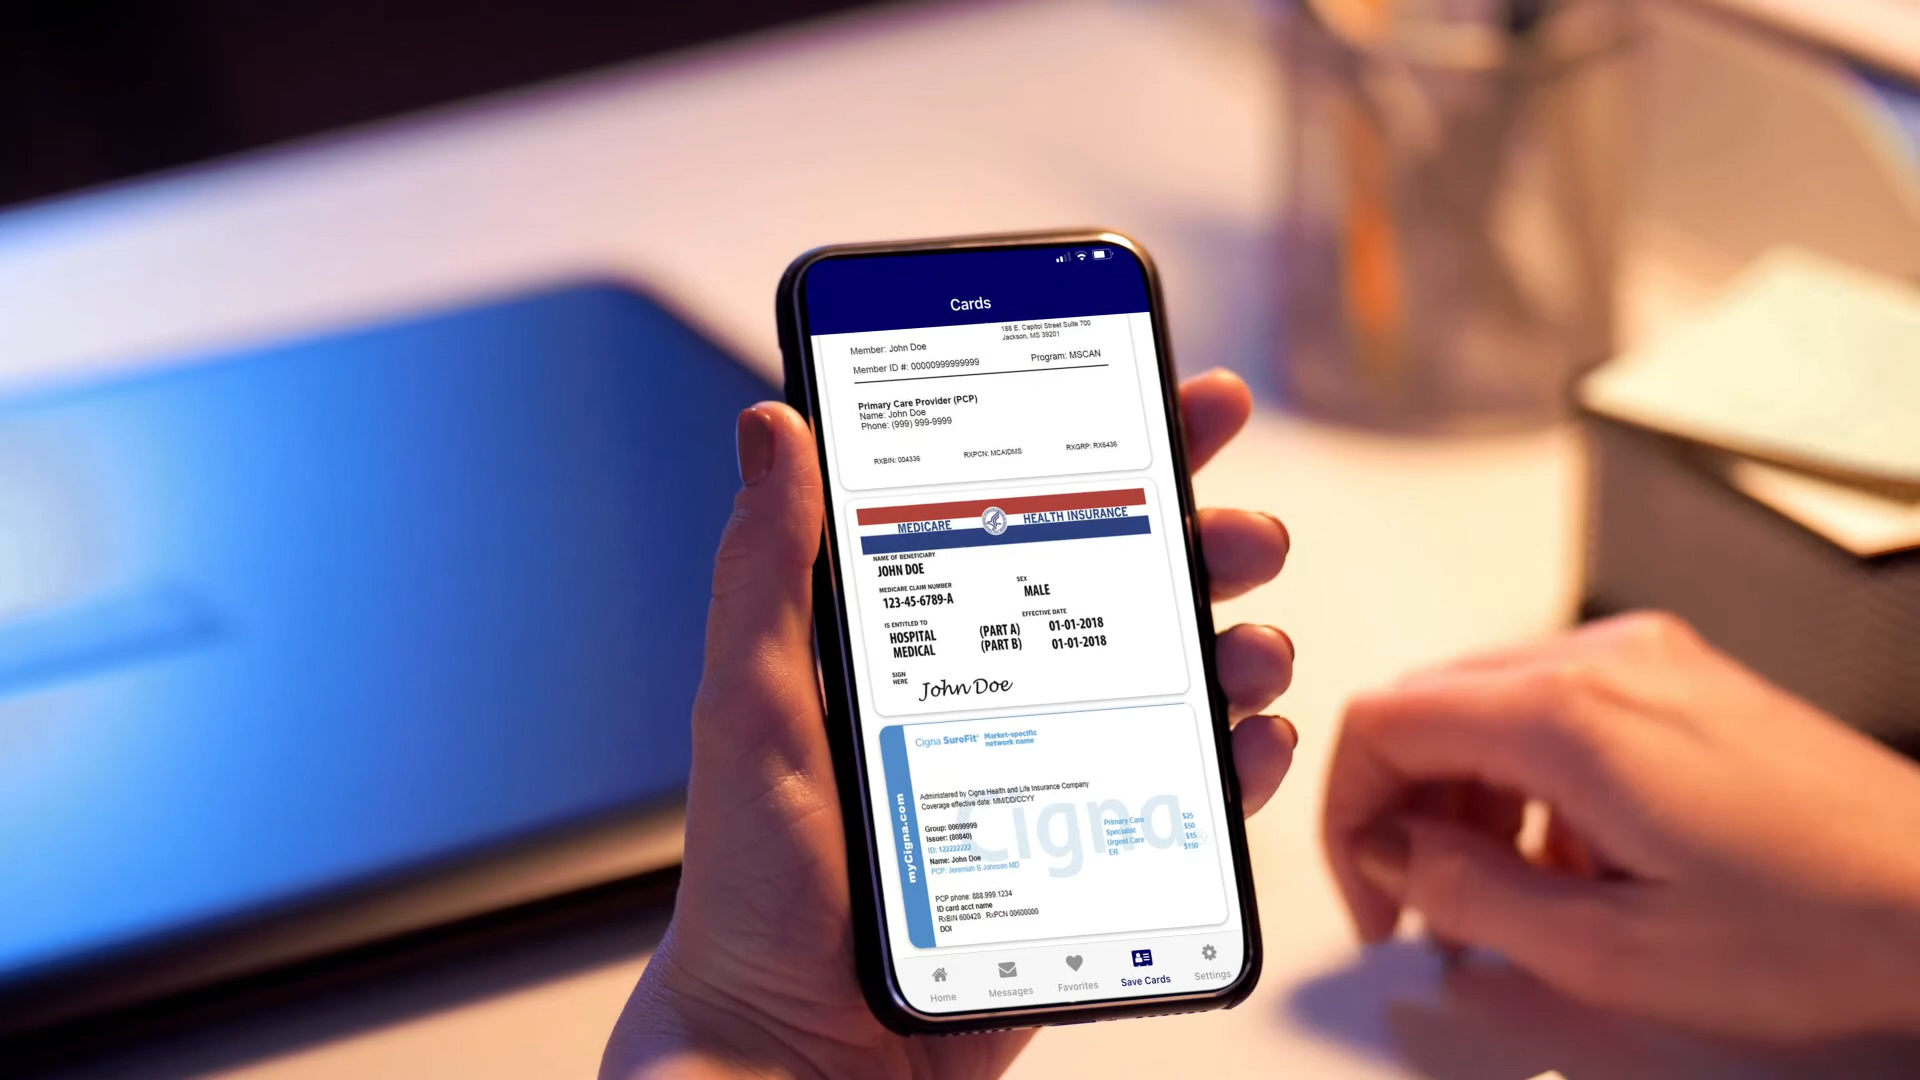 Cards
188 E. Capitol Street Suite 700
Jackson, MS 39201
Member: John Doe
Member ID #: 00000999999999
Program: MSCAN
Primary Care Provider (PCP)
Name: John Doe
Phone: (999) 999-9999
RXBIN: 004336
RXPCN: MCAIDMS
RXGRP: RX6436
MEDICARE HEALTH INSURANCE
NAME OF BENEFICIARY
JOHN DOE
MEDICARE CLAIM NUMBER
123-45-6789-A
SEX
MALE
IS ENTITLED TO
EFFECTIVE DATE
HOSPITAL (PART A) 01-01-2018
MEDICAL (PART B) 01-01-2018
SIGN
HERE
John Doe
Cigna SureFit® Market-specific
network name
myCigna.com
Administered by Cigna Health and Life Insurance Company
Coverage effective date: MM/DD/CCYY
Cigna
Group: 00699999
Issuer: (80840)
ID: 122222222
Name: John Doe
PCP: Jeremiah B Johnson MD
Primary Care $25
Specialist $50
Urgent Care $15
ER $150
PCP phone: 888.999.1234
ID card acct name
RxBIN 600428 RxPCN 00600000
DOI
Home
Messages
Favorites
Save Cards
Settings